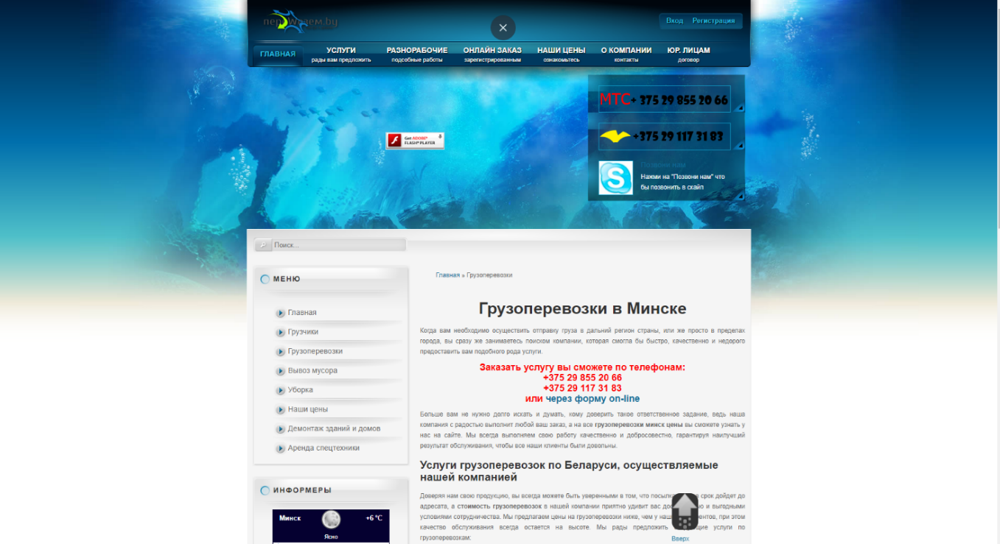 Вход Регистрация
ГЛАВНАЯ
УСЛУГИ
рады вам предложить
РАЗНОРАБОЧИЕ
подсобные работы
ОНЛАЙН ЗАКАЗ
зарегистрированным
НАШИ ЦЕНЫ
ознакомьтесь
О КОМПАНИИ
контакты
ЮР. ЛИЦАМ
договор
МТС+ 375 29 855 20 66
+375 29 117 31 83
Get ADOBE®
FLASH® PLAYER
Позвони нам
Нажми на "Позвони нам" что
бы позвонить в скайп
Поиск...
МЕНЮ
Главная
Грузчики
Грузоперевозки
Вывоз мусора
Уборка
Наши цены
Демонтаж зданий и домов
Аренда спецтехники
ИНФОРМЕРЫ
Минск +6 °C
Ясно
Главная » Грузоперевозки
Грузоперевозки в Минске
Когда вам необходимо осуществить отправку груза в дальний регион страны, или же просто в пределах
города, вы сразу же занимаетесь поиском компании, которая смогла бы быстро, качественно и недорого
предоставить вам подобного рода услуги.
Заказать услугу вы сможете по телефонам:
+375 29 855 20 66
+375 29 117 31 83
или через форму on-line
Больше вам не нужно долго искать и думать, кому доверить такое ответственное задание, ведь наша
компания с радостью выполнит любой ваш заказ, а на все грузоперевозки минск цены вы сможете узнать у
нас на сайте. Мы всегда выполняем свою работу качественно и добросовестно, гарантируя наилучший
результат обслуживания, чтобы все наши клиенты были довольны.
Услуги грузоперевозок по Беларуси, осуществляемые
нашей компанией
Доверяя нам свою продукцию, вы всегда можете быть уверенными в том, что срок дойдет до
адресата, а стоимость грузоперевозок в нашей компании приятно удивит вас и выгодными
условиями сотрудничества. Мы предлагаем цены на грузоперевозки ниже, чем у при этом
качество обслуживания всегда остается на высоте. Мы рады предложить услуги по
грузоперевозкам:
Вверх